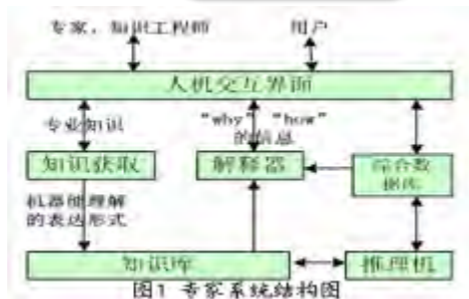 专家，知识工程师
用户
人机交互界面
专业知识
“why” “how”
的信息
知识获取
解释器
综合数
据库
机器能理解
的表达形式
知识库
推理机
图1 专家系统结构图